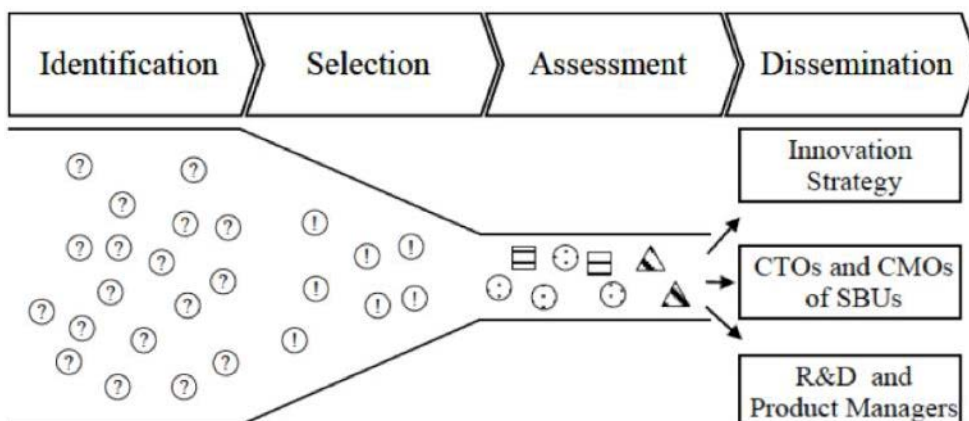 Identification
Selection
Assessment
Dissemination
? ? ? ? ? ? ? ? ? ? ? ? ? ? ? ? ? ? ?
! ! ! ! ! ! !
Innovation
Strategy
CTOs and CMOs
of SBUs
R&D and
Product Managers